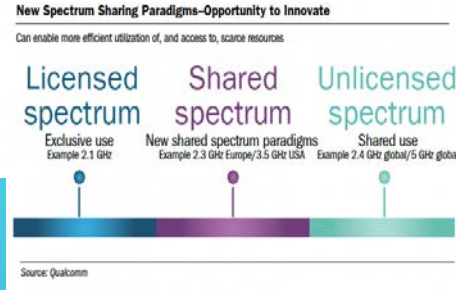 New Spectrum Sharing Paradigms–Opportunity to Innovate
Can enable more efficient utilization of, and access to, scarce resources
Licensed
spectrum
Exclusive use
Example 2.1 GHz
Shared
spectrum
New shared spectrum paradigms
Example 2.3 GHz Europe/3.5 GHz USA
Unlicensed
spectrum
Shared use
Example 2.4 GHz global/5 GHz globa
Source: Qualcomm